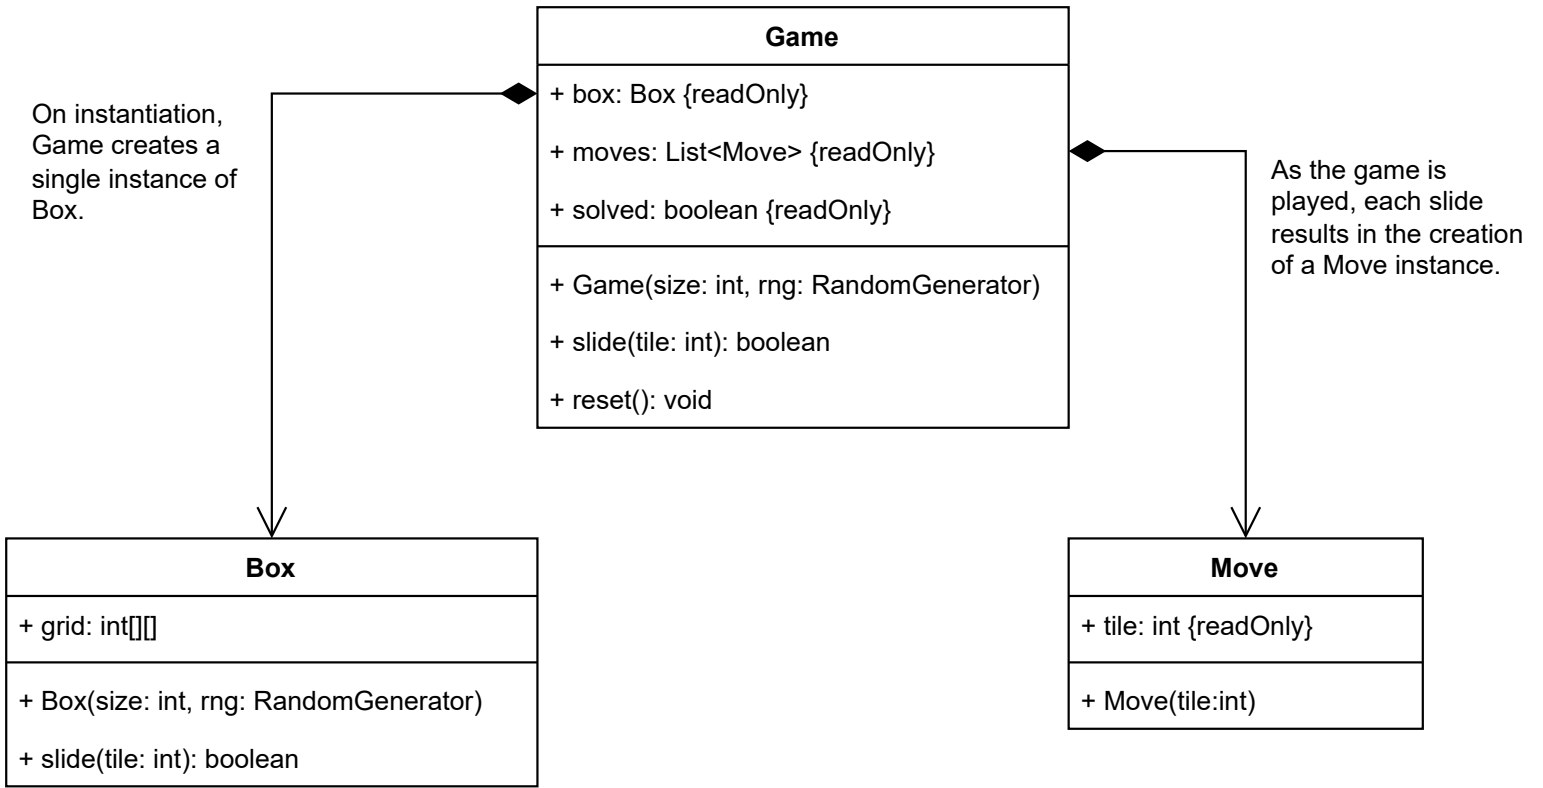 Game
+ box: Box {readOnly}
+ moves: List<Move> {readOnly}
+ solved: boolean {readOnly}
+ Game(size: int, rng: RandomGenerator)
+ slide(tile: int): boolean
+ reset(): void
On instantiation,
Game creates a
single instance of
Box.
As the game is
played, each slide
results in the creation
of a Move instance.
Box
+ grid: int[][]
+ Box(size: int, rng: RandomGenerator)
+ slide(tile: int): boolean
Move
+ tile: int {readOnly}
+ Move(tile:int)